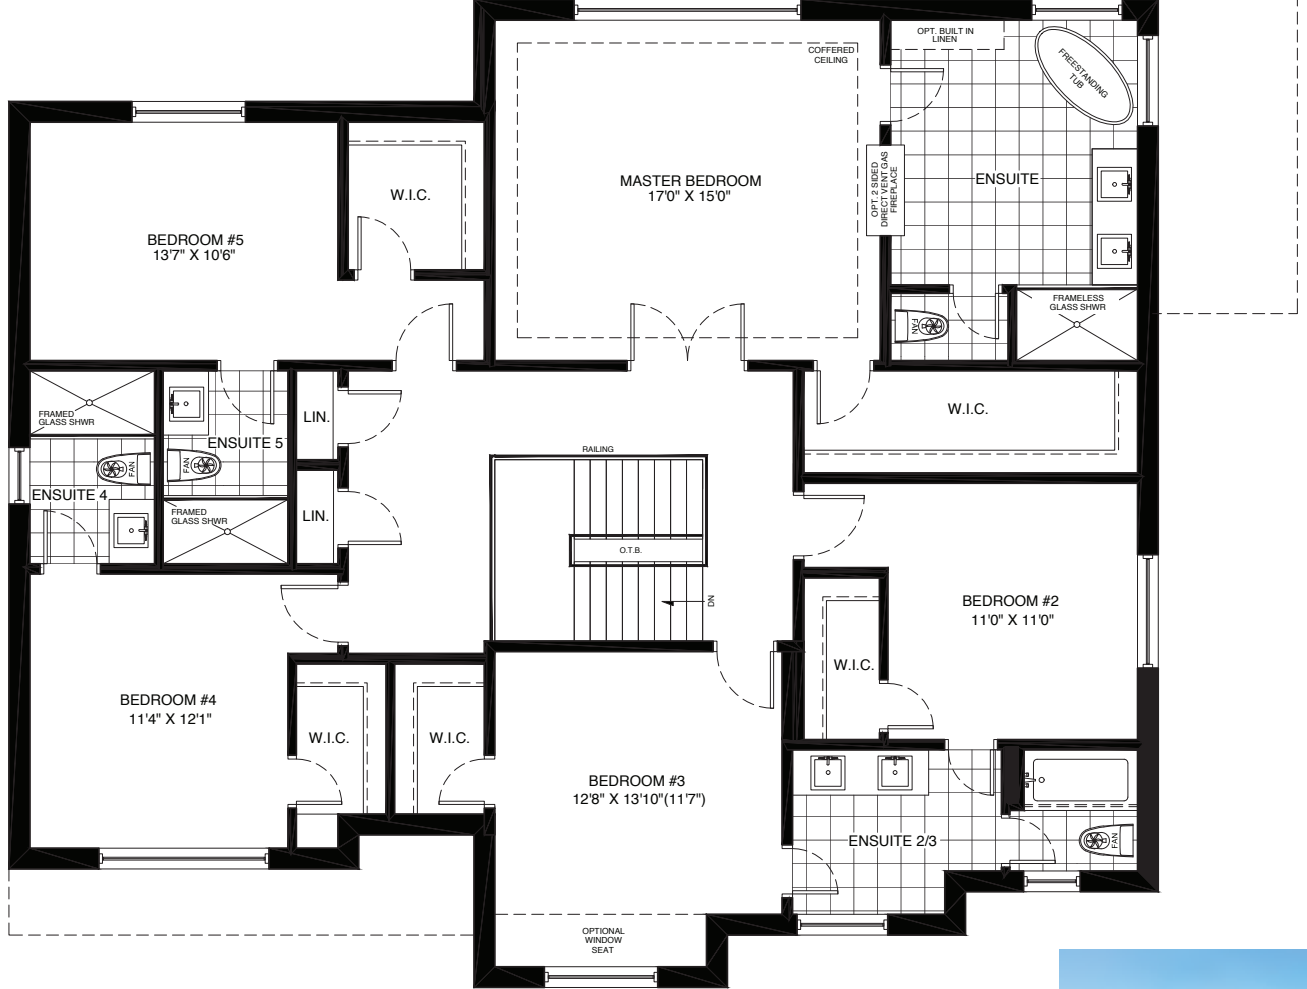 OPT. BUILT IN
LINEN
COFFERED
CEILING
FREESTANDING
TUB
MASTER BEDROOM
17'0" X 15'0"
OPT. 2 SIDED
DIRECT VENT GAS
FIREPLACE
ENSUITE
W.I.C.
BEDROOM #5
13'7" X 10'6"
FRAMELESS
GLASS SHWR
FAN
FRAMED
GLASS SHWR
LIN.
W.I.C.
ENSUITE 5
RAILING
FAN
FAN
ENSUITE 4
FRAMED
GLASS SHWR
LIN.
O.T.B.
DN
BEDROOM #2
11'0" X 11'0"
W.I.C.
BEDROOM #4
11'4" X 12'1"
W.I.C.
W.I.C.
BEDROOM #3
12'8" X 13'10"(11'7")
ENSUITE 2/3
FAN
OPTIONAL
WINDOW
SEAT